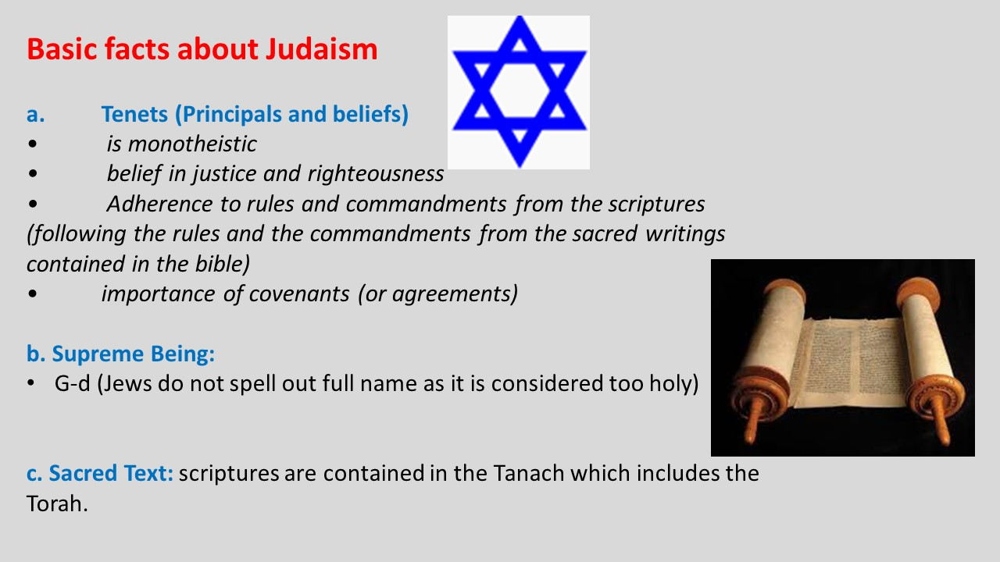 Basic facts about Judaism
a. Tenets (Principals and beliefs)
• is monotheistic
• belief in justice and righteousness
• Adherence to rules and commandments from the scriptures
(following the rules and the commandments from the sacred writings
contained in the bible)
• importance of covenants (or agreements)
b. Supreme Being:
• G-d (Jews do not spell out full name as it is considered too holy)
c. Sacred Text: scriptures are contained in the Tanach which includes the
Torah.